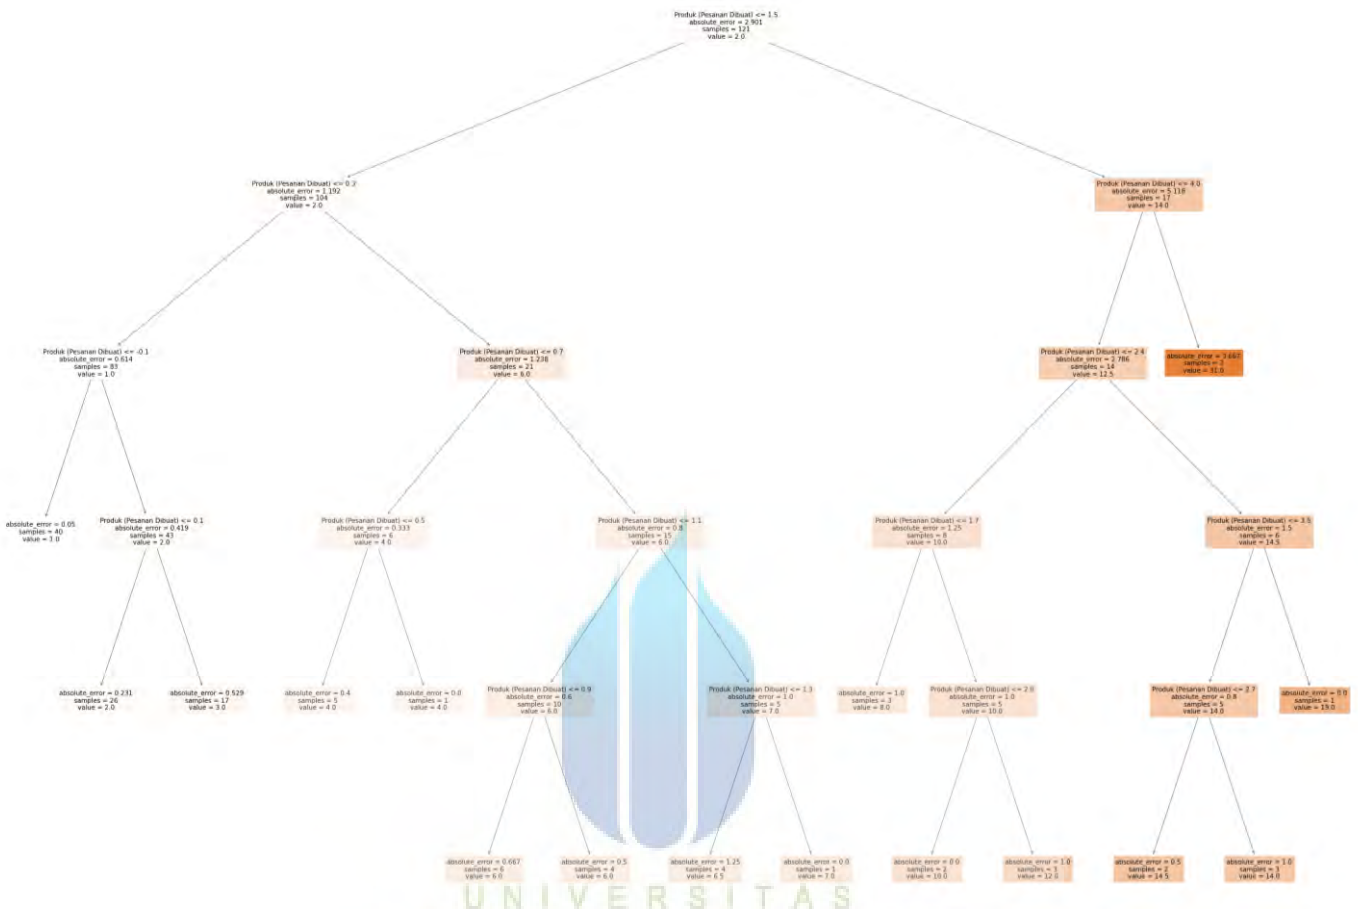 Produk (Pesanan Dibuat) <= 1.5
absolute_error = 2.901
samples = 121
value = 2.0
Produk (Pesanan Dibuat) <= 0.3
absolute_error = 1.192
samples = 104
value = 2.0
Produk (Pesanan Dibuat) <= 4.0
absolute_error = 5.118
samples = 17
value = 14.0
Produk (Pesanan Dibuat) <= -0.1
absolute_error = 0.614
samples = 83
value = 1.0
Produk (Pesanan Dibuat) <= 0.7
absolute_error = 1.238
samples = 21
value = 6.0
Produk (Pesanan Dibuat) <= 2.4
absolute_error = 2.786
samples = 14
value = 12.5
absolute_error = 3.667
samples = 3
value = 31.0
absolute_error = 0.05
samples = 40
value = 1.0
Produk (Pesanan Dibuat) <= 0.1
absolute_error = 0.419
samples = 43
value = 2.0
Produk (Pesanan Dibuat) <= 0.5
absolute_error = 0.333
samples = 6
value = 4.0
Produk (Pesanan Dibuat) <= 1.1
absolute_error = 0.8
samples = 15
value = 6.0
Produk (Pesanan Dibuat) <= 1.7
absolute_error = 1.25
samples = 8
value = 10.0
Produk (Pesanan Dibuat) <= 3.5
absolute_error = 1.5
samples = 6
value = 14.5
absolute_error = 0.231
samples = 26
value = 2.0
absolute_error = 0.529
samples = 17
value = 3.0
absolute_error = 0.4
samples = 5
value = 4.0
absolute_error = 0.0
samples = 1
value = 4.0
Produk (Pesanan Dibuat) <= 0.9
absolute_error = 0.6
samples = 10
value = 6.0
Produk (Pesanan Dibuat) <= 1.3
absolute_error = 1.0
samples = 5
value = 7.0
absolute_error = 1.0
samples = 3
value = 8.0
Produk (Pesanan Dibuat) <= 2.0
absolute_error = 1.0
samples = 5
value = 10.0
Produk (Pesanan Dibuat) <= 2.7
absolute_error = 0.8
samples = 5
value = 14.0
absolute_error = 0.0
samples = 1
value = 19.0
absolute_error = 0.667
samples = 6
value = 6.0
absolute_error = 0.5
samples = 4
value = 6.0
absolute_error = 1.25
samples = 4
value = 6.5
absolute_error = 0.0
samples = 1
value = 7.0
absolute_error = 0.0
samples = 2
value = 10.0
absolute_error = 1.0
samples = 3
value = 12.0
absolute_error = 0.5
samples = 2
value = 14.5
absolute_error = 1.0
samples = 3
value = 14.0
UNIVERSITAS